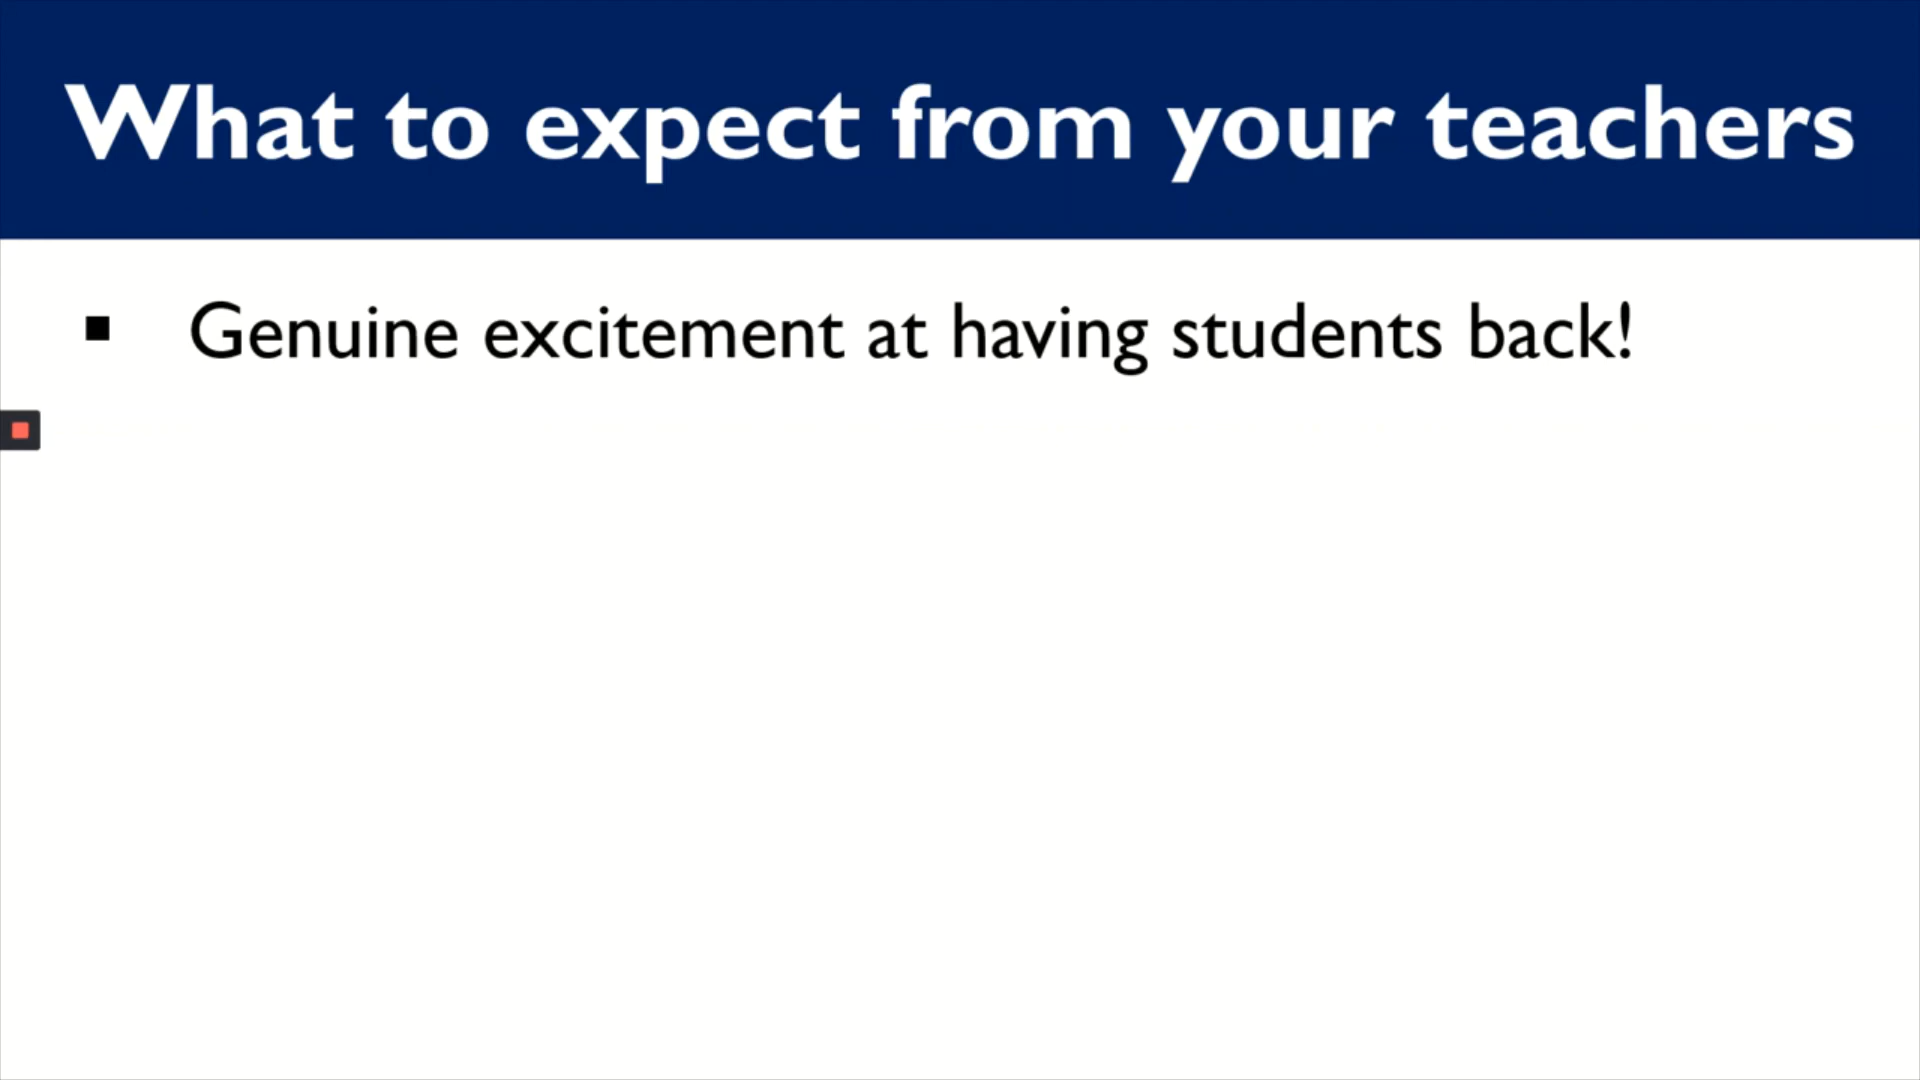 What to expect from your teachers
▪ Genuine excitement at having students back!